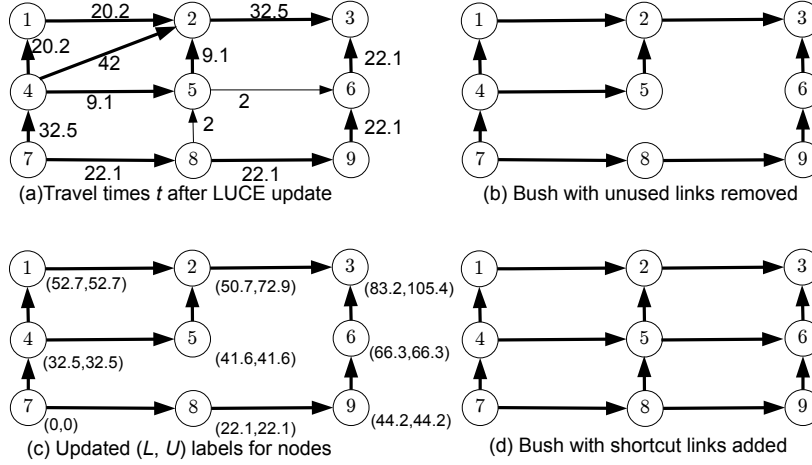 20.2 32.5
1 2 3
20.2 42 9.1 22.1
4 5 6
9.1 2
32.5 2 22.1
7 8 9
22.1 22.1
(a)Travel times t after LUCE update
1 2 3
4 5 6
7 8 9
(b) Bush with unused links removed
1 2 3
(52.7,52.7) (50.7,72.9) (83.2,105.4)
4 5 6
(32.5,32.5) (41.6,41.6) (66.3,66.3)
7 8 9
(0,0) (22.1,22.1) (44.2,44.2)
(c) Updated (L, U) labels for nodes
1 2 3
4 5 6
7 8 9
(d) Bush with shortcut links added